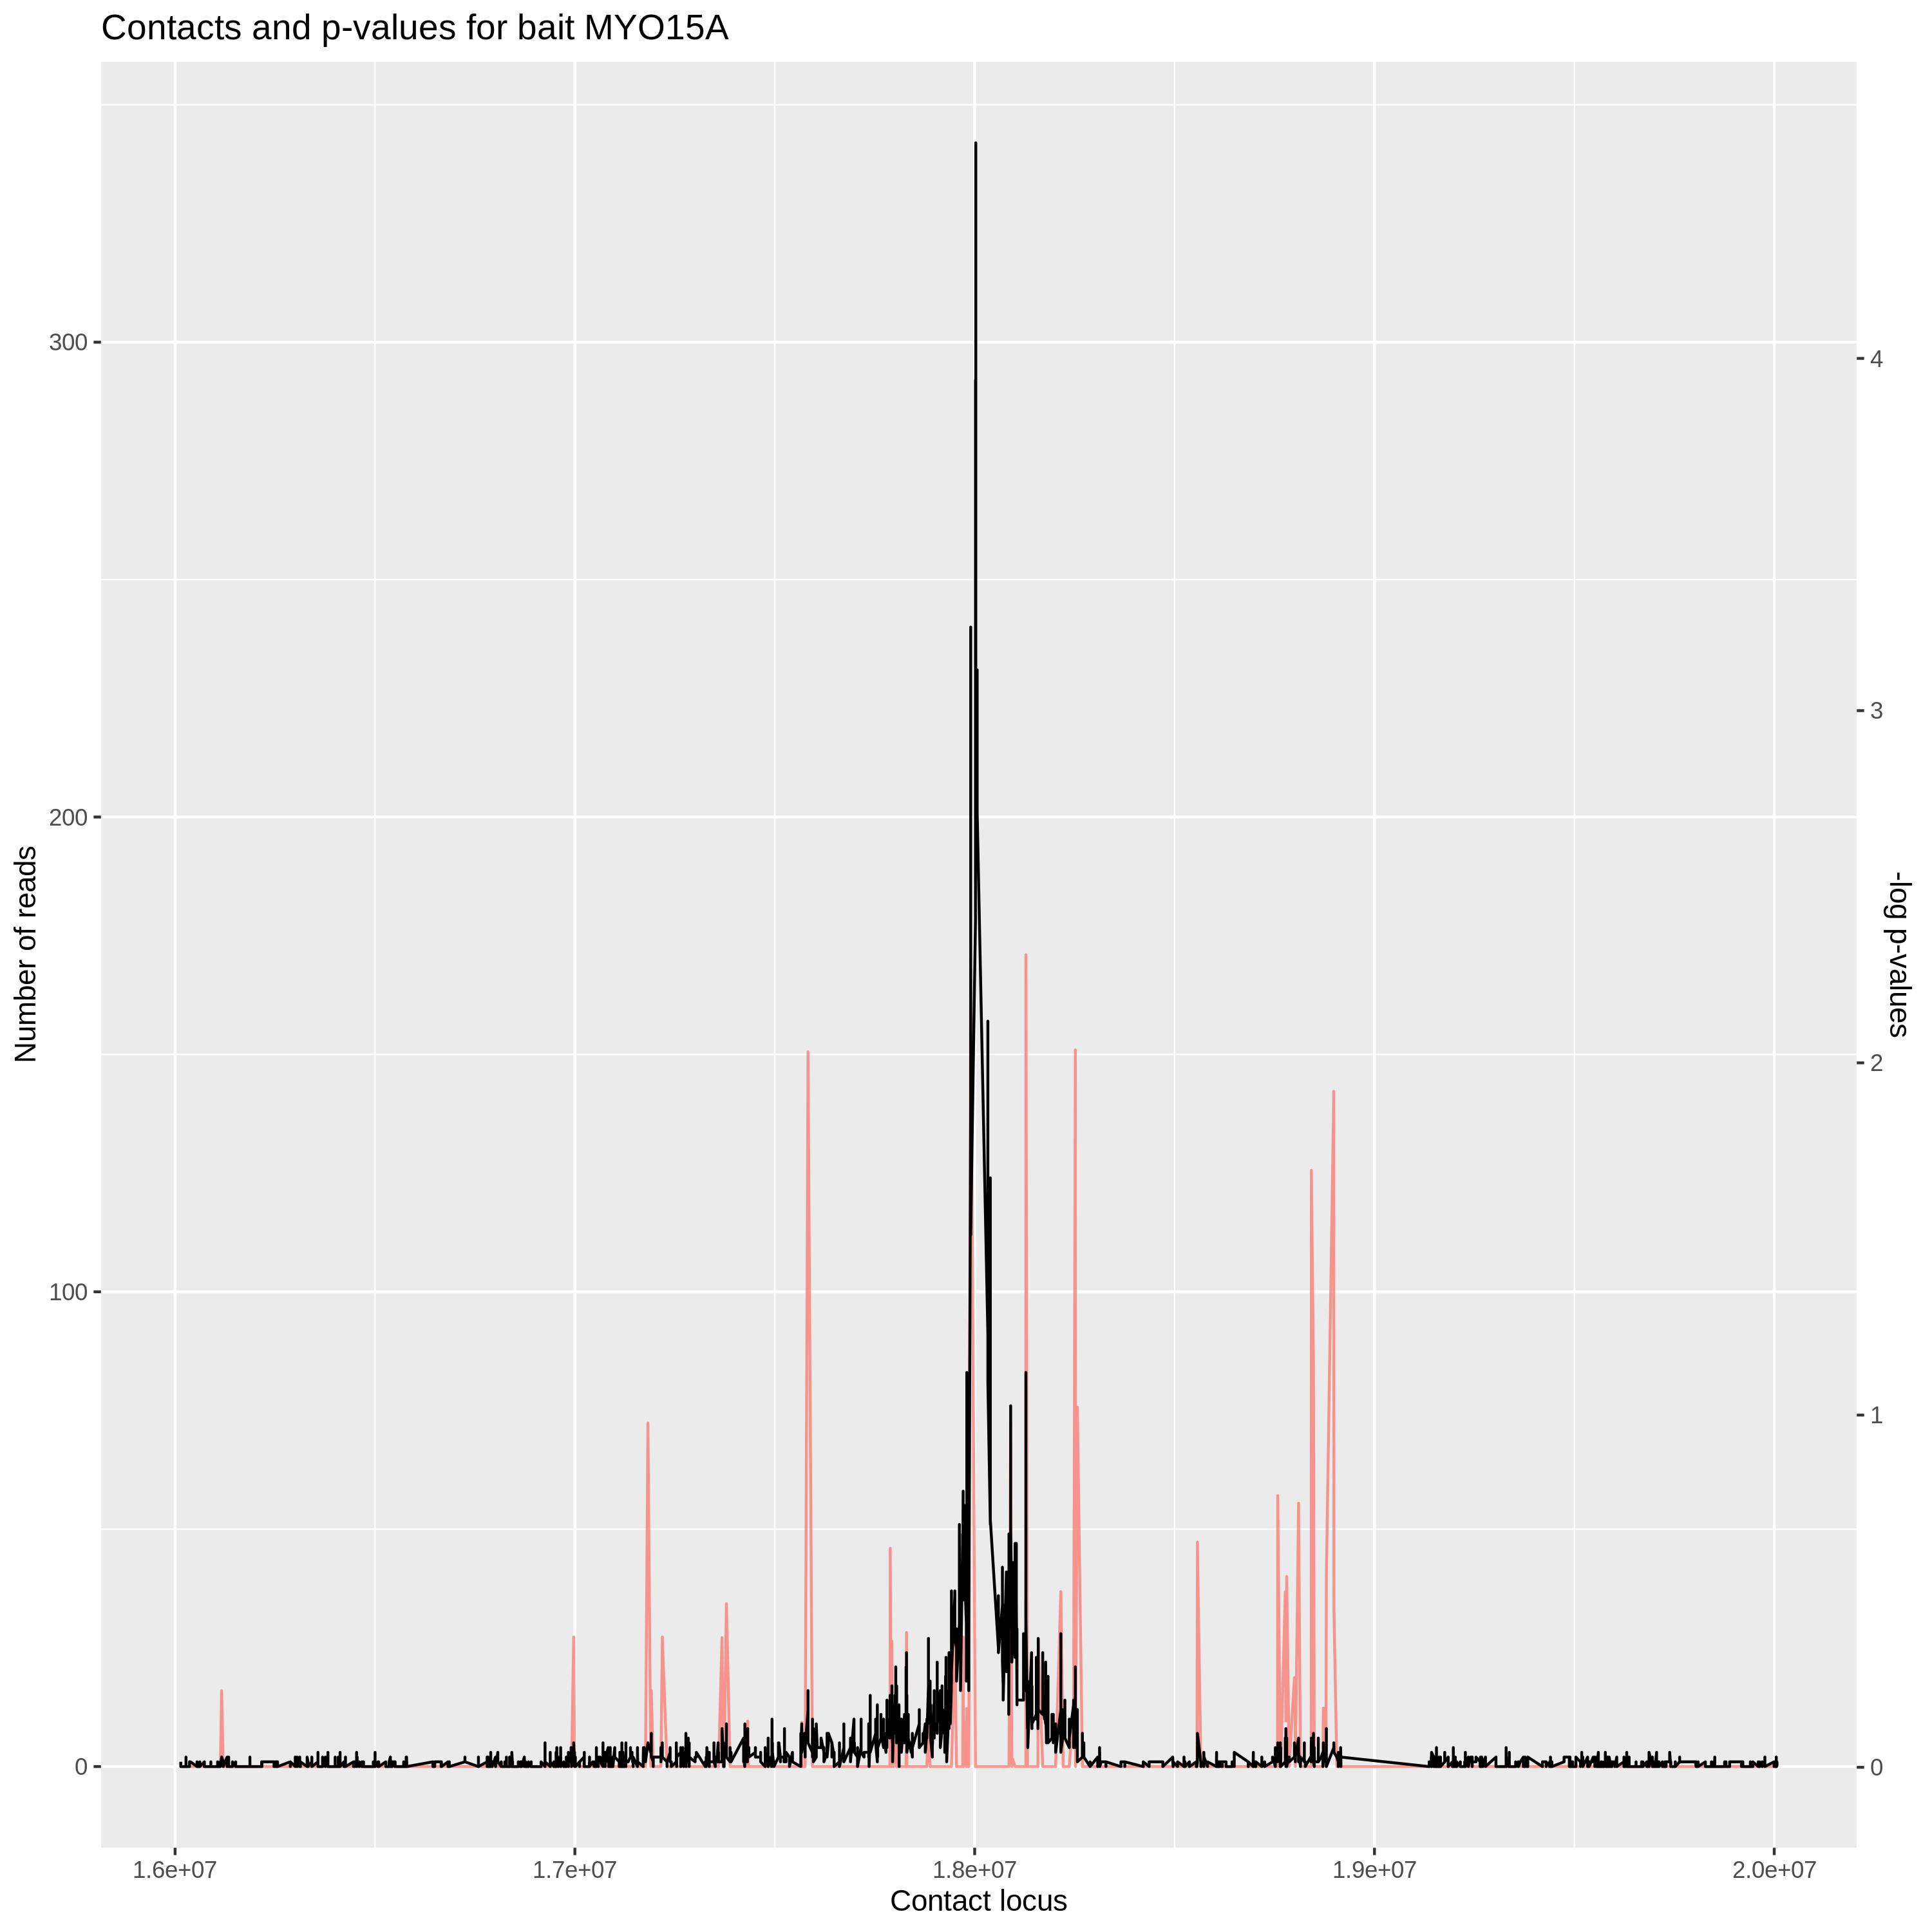 Contacts and p-values for bait MYO15A
Number of reads
300
200
100
0
4
3
2
1
0
-log p-values
1.6e+07
1.7e+07
1.8e+07
1.9e+07
2.0e+07
Contact locus